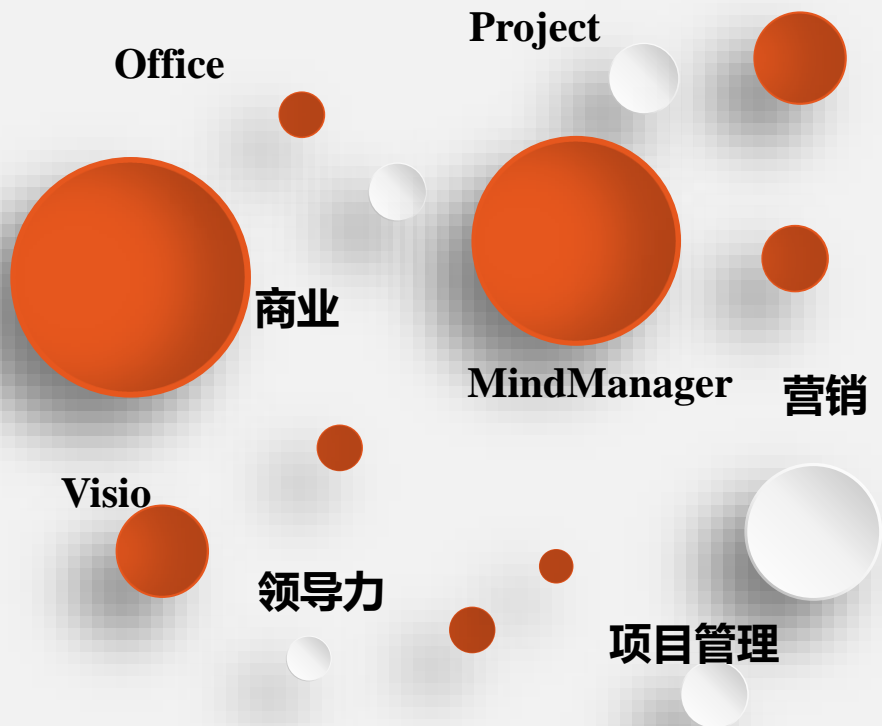 Project
Office
商业
MindManager
营销
Visio
领导力
项目管理